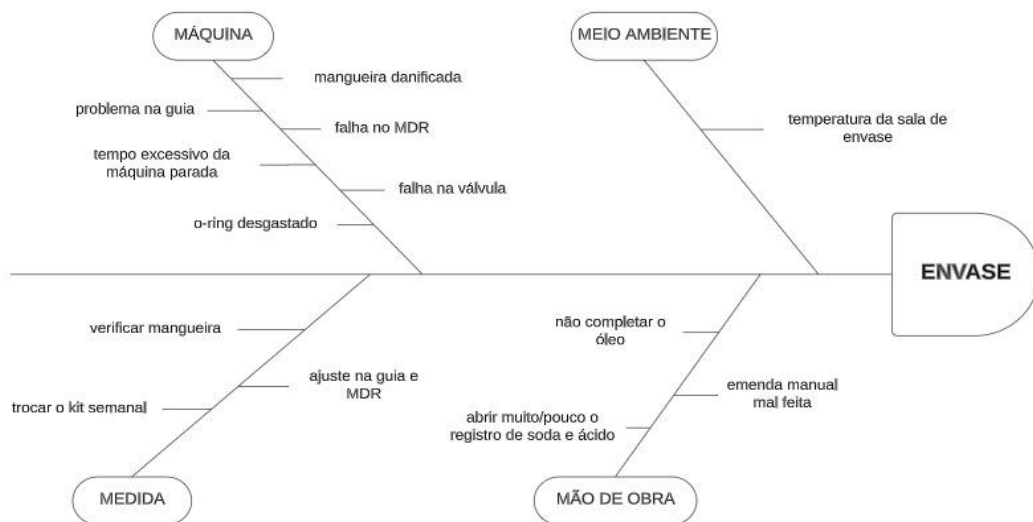 MÁQUINA
MEIO AMBIENTE
mangueira danificada
problema na guia
falha no MDR
temperatura da sala de
envase
tempo excessivo da
máquina parada
falha na válvula
o-ring desgastado
ENVASE
verificar mangueira
não completar o
óleo
ajuste na guia e
MDR
trocar o kit semanal
emenda manual
mal feita
abrir muito/pouco o
registro de soda e ácido
MEDIDA
MÃO DE OBRA